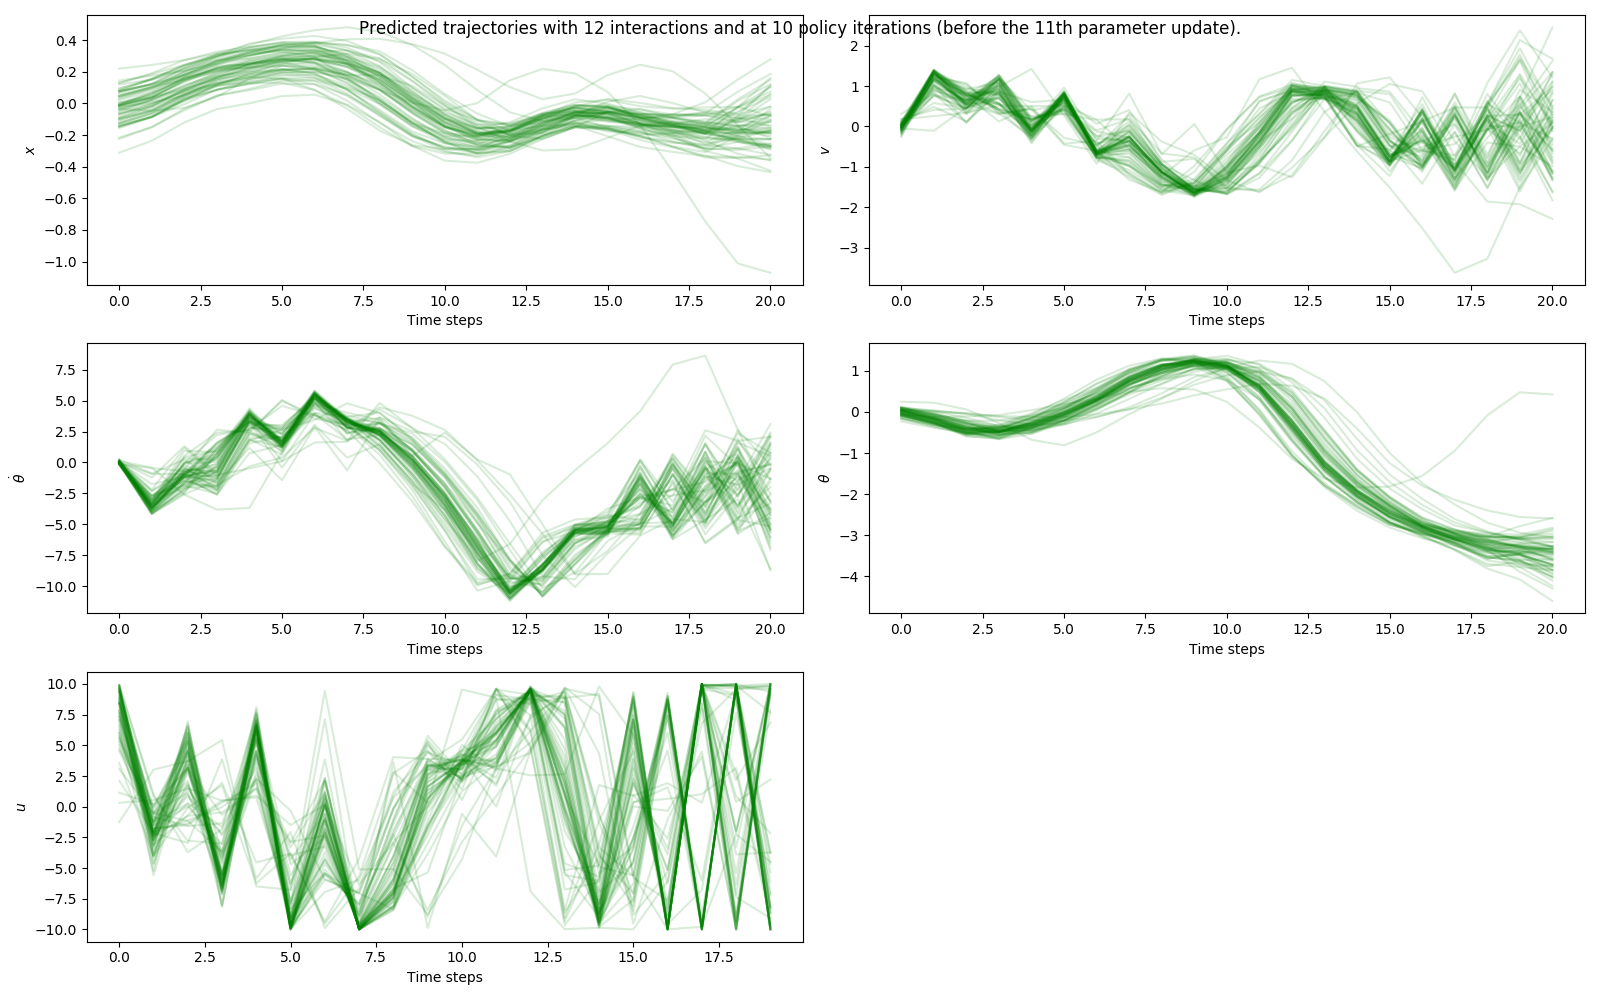 Predicted trajectories with 12 interactions and at 10 policy iterations (before the 11th parameter update).
0.4
0.2
0.0
−0.2
−0.4
−0.6
−0.8
−1.0
x
0.0 2.5 5.0 7.5 10.0 12.5 15.0 17.5 20.0
Time steps
2
1
0
−1
−2
−3
v
0.0 2.5 5.0 7.5 10.0 12.5 15.0 17.5 20.0
Time steps
7.5
5.0
2.5
0.0
−2.5
−5.0
−7.5
−10.0
θ̇
0.0 2.5 5.0 7.5 10.0 12.5 15.0 17.5 20.0
Time steps
1
0
−1
−2
−3
−4
θ
0.0 2.5 5.0 7.5 10.0 12.5 15.0 17.5 20.0
Time steps
10.0
7.5
5.0
2.5
0.0
−2.5
−5.0
−7.5
−10.0
u
0.0 2.5 5.0 7.5 10.0 12.5 15.0 17.5
Time steps